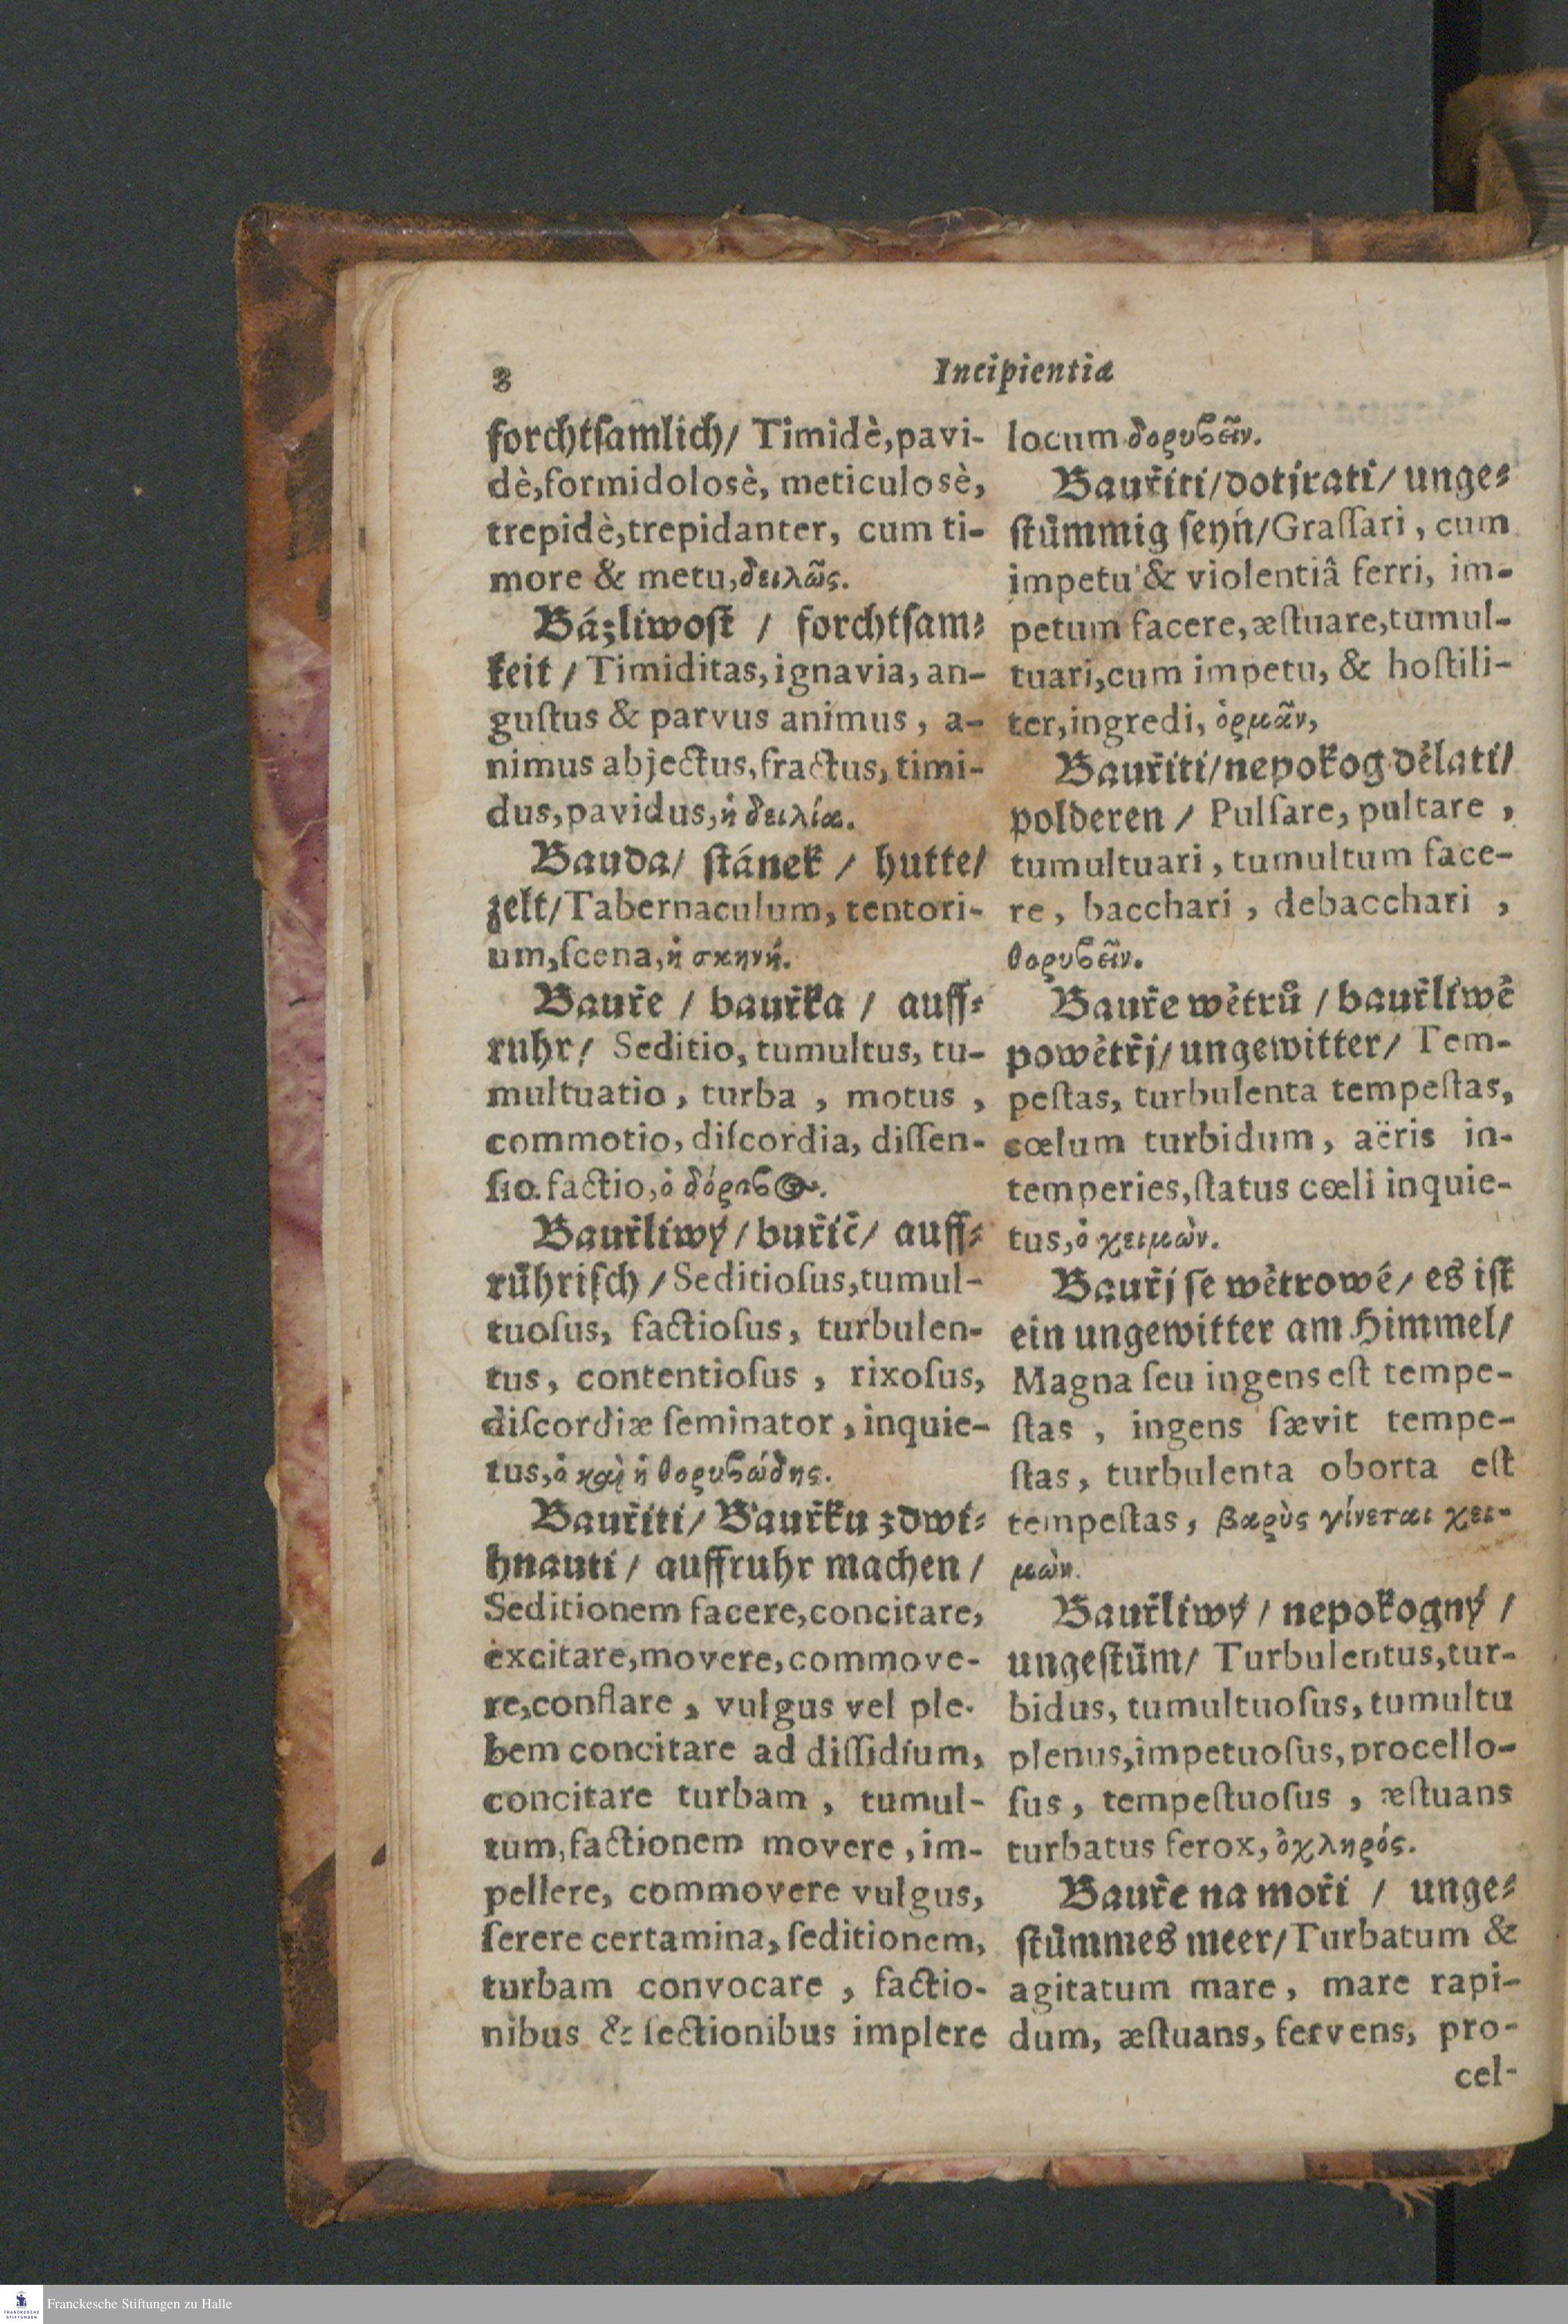 8
Incipientia
forchtſamlich/ Timidè,pavi-
dè,formidolosè, meticulosè,
trepidè,trepidanter, cum ti-
more & metu,δειλῶς.
Bázliwoſt / forchtſam⸗
keit / Timiditas,ignavia,an-
guſtus & parvus animus, a-
nimus abjectus,fractus,timi-
dus,pavidus,ἡ δειλία.
Bauda/ ſtánek / hutte/
zelt/Tabernaculum, tentori-
um,ſcena,ἡ σκηνή.
Bauře / bauřka / auff⸗
ruhr/ Seditio, tumultus, tu-
multuatio, turba, motus,
commotio, diſcordia, diſſen-
ſio. factio,ὁ
Bauřliwý/buřič/ auff⸗
rühriſch/Seditioſus,tumul-
tuoſus, factioſus, turbulen-
tus, contentioſus, rixoſus,
diſcordiæ ſeminator, inquie-
tus,ὁ καὶ ἡ θορυϐώδης.
Bauřiti/ Bauřku zdwi⸗
hnauti/ auffruhr machen/
Seditionem facere,concitare,
excitare,movere,commove-
re,conflare, vulgus vel ple-
bem concitare ad diſſidium,
concitare turbam, tumul-
tum,factionem movere,im-
pellere, commovere vulgus,
ſerere certamina, ſeditionem,
turbam convocare, factio-
nibus & ſectionibus implere
locum δορυϐεῖν.
Bauřiti/dotjrati/ unge⸗
ſtümmig ſeyn/Graſſari, cum
impetu & violentiâ ferri, im-
petum facere,æſtuare,tumul-
tuari,cum impetu, & hoſtili-
ter,ingredi, ὁρμᾶν,
Bauřiti/nepokog dělati/
polderen / Pulſare, pultare,
tumultuari, tumultum face-
re, bacchari, debacchari,
θορυϐεῖν.
Bauře wětrů / bauřliwé
powětřj/ungewitter/ Tem-
peſtas, turbulenta tempeſtas,
cœlum turbidum, aëris in-
temperies,ſtatus cœli inquie-
tus,ὁ χειμὼν.
Bauřj ſe wětrowé/ es iſt
ein ungewitter am Himmel/
Magna ſeu ingens eſt tempe-
ſtas, ingens ſævit tempe-
ſtas, turbulenta oborta eſt
tempeſtas, βαρὺς γίνεται χει-
μὼν.
Bauřliwý/ nepokogný/
ungeſtüm/ Turbulentus,tur-
bidus, tumultuoſus,tumultu
plenus,impetuoſus,procello-
ſus, tempeſtuoſus, æſtuans
turbatus ferox, ὀχληρός.
Bauře na moři / unge⸗
ſtümmes meer/Turbatum &
agitatum mare, mare rapi-
dum, æſtuans, fervens, pro-
cel-
Franckesche Stiftungen zu Halle